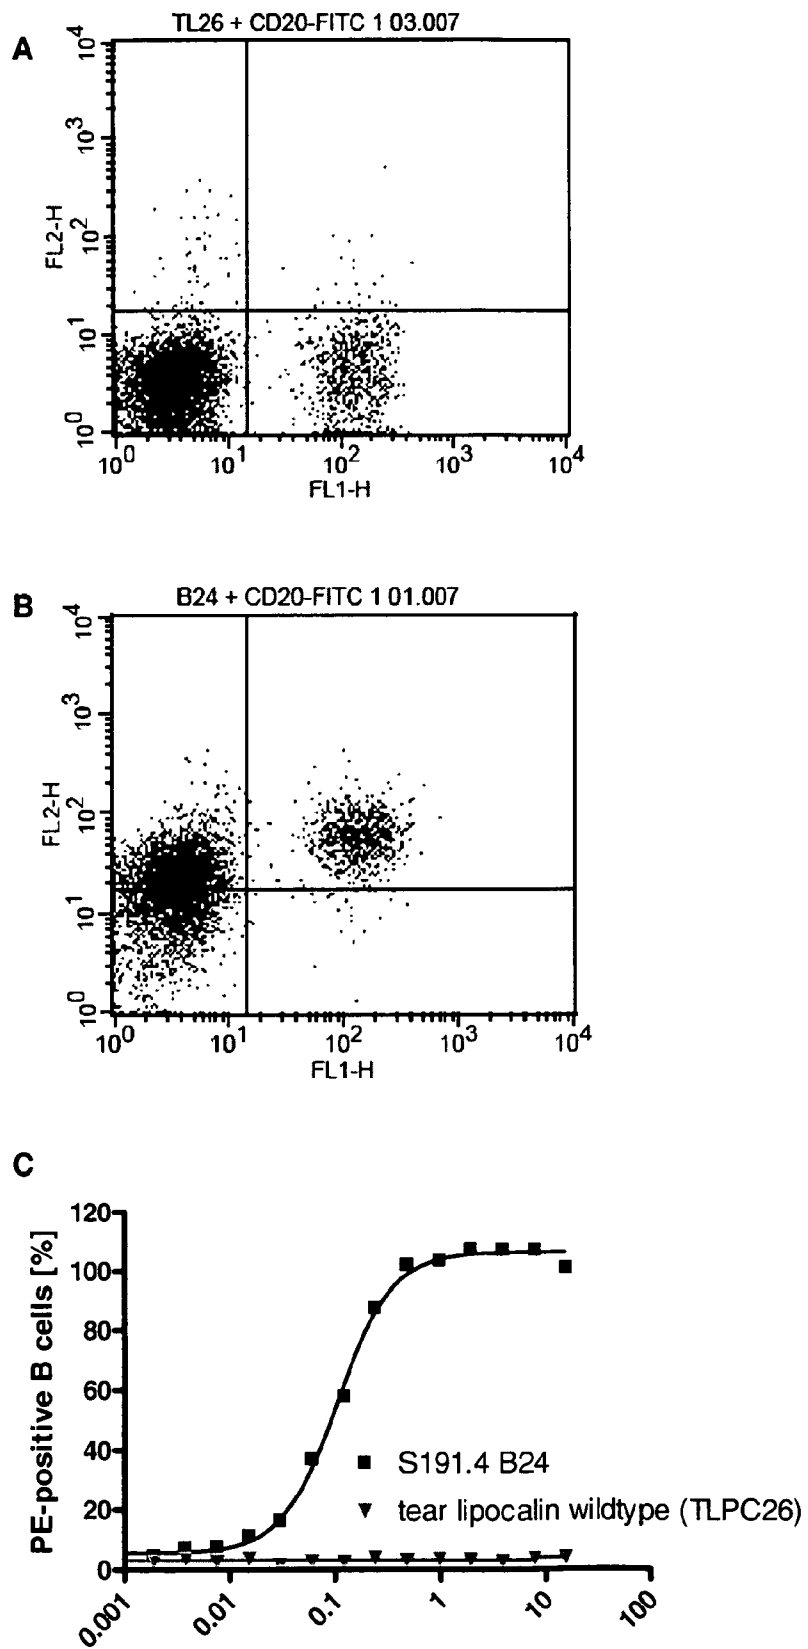 A
TL26 + CD20-FITC 1 03.007
FL2-H
10^4
10^3
10^2
10^1
10^0
10^0 10^1 10^2 10^3 10^4
FL1-H
B
B24 + CD20-FITC 1 01.007
FL2-H
10^4
10^3
10^2
10^1
10^0
10^0 10^1 10^2 10^3 10^4
FL1-H
C
PE-positive B cells [%]
120
100
80
60
40
20
0
S191.4 B24
tear lipocalin wildtype (TLPC26)
0.001 0.01 0.1 1 10 100